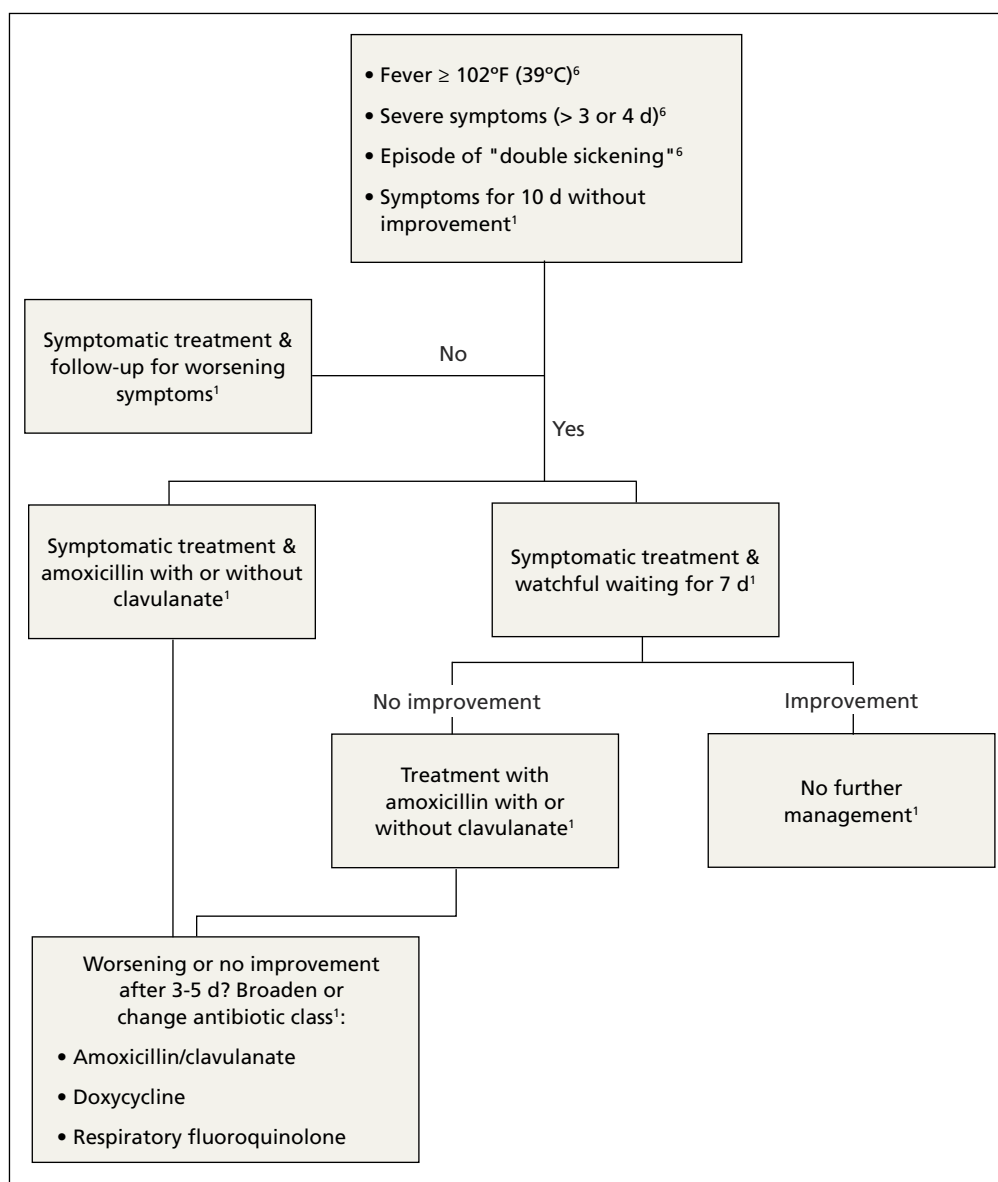 • Fever ≥ 102ºF (39ºC)⁶
• Severe symptoms (> 3 or 4 d)⁶
• Episode of "double sickening"⁶
• Symptoms for 10 d without
improvement¹
Symptomatic treatment &
follow-up for worsening
symptoms¹
No
Yes
Symptomatic treatment &
amoxicillin with or without
clavulanate¹
Symptomatic treatment &
watchful waiting for 7 d¹
No improvement
Improvement
Treatment with
amoxicillin with or
without clavulanate¹
No further
management¹
Worsening or no improvement
after 3-5 d? Broaden or
change antibiotic class¹:
• Amoxicillin/clavulanate
• Doxycycline
• Respiratory fluoroquinolone